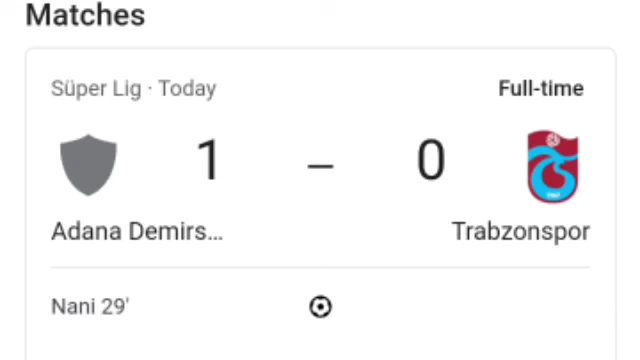 Matches
Süper Lig · Today Full-time
1 – 0
Adana Demirs... Trabzonspor
Nani 29'